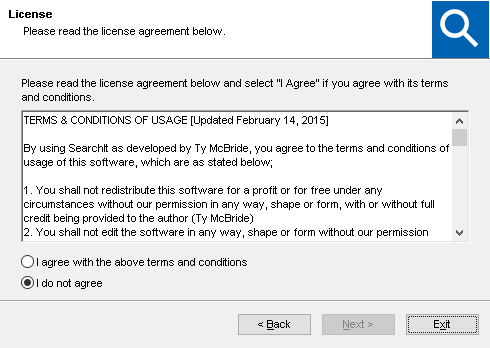 License
Please read the license agreement below.
Please read the license agreement below and select "I Agree" if you agree with its terms
and conditions.
TERMS & CONDITIONS OF USAGE [Updated February 14, 2015]
By using SearchIt as developed by Ty McBride, you agree to the terms and conditions of
usage of this software, which are as stated below;
1. You shall not redistribute this software for a profit or for free under any
circumstances without our permission in any way, shape or form, with or without full
credit being provided to the author (Ty McBride)
2. You shall not edit the software in any way, shape or form without our permission
I agree with the above terms and conditions
I do not agree
< Back Next > Exit